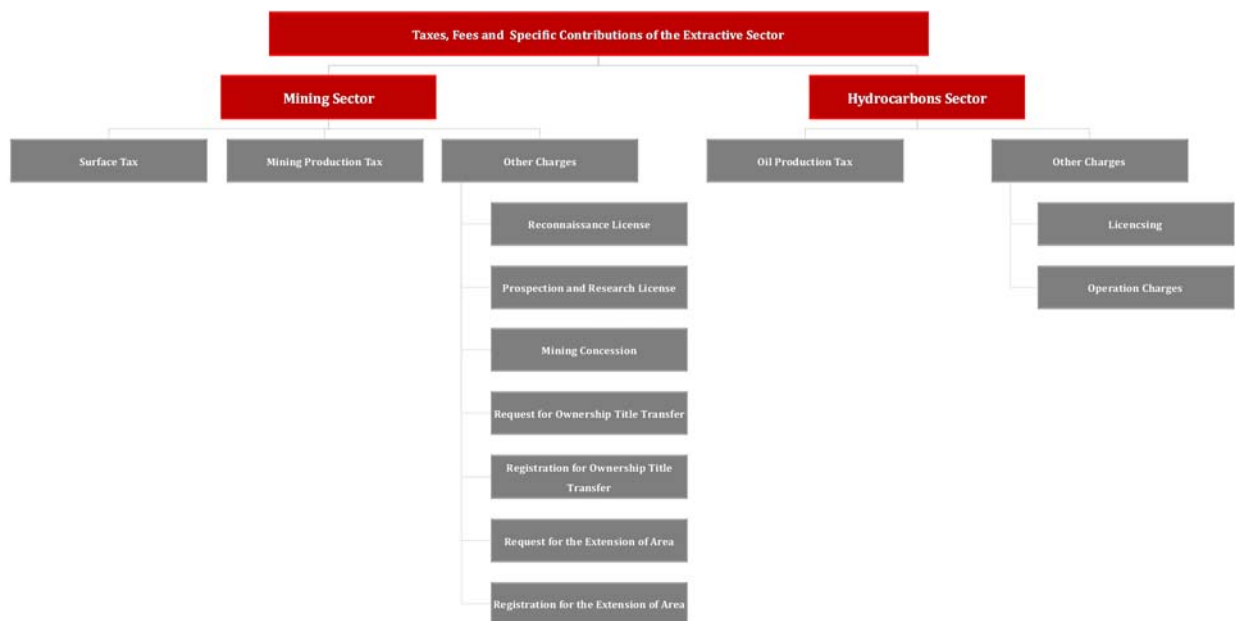 Taxes, Fees and Specific Contributions of the Extractive Sector
Mining Sector
Hydrocarbons Sector
Surface Tax
Mining Production Tax
Other Charges
Oil Production Tax
Other Charges
Reconnaissance License
Prospection and Research License
Mining Concession
Request for Ownership Title Transfer
Registration for Ownership Title
Transfer
Request for the Extension of Area
Registration for the Extension of Area
Licencsing
Operation Charges